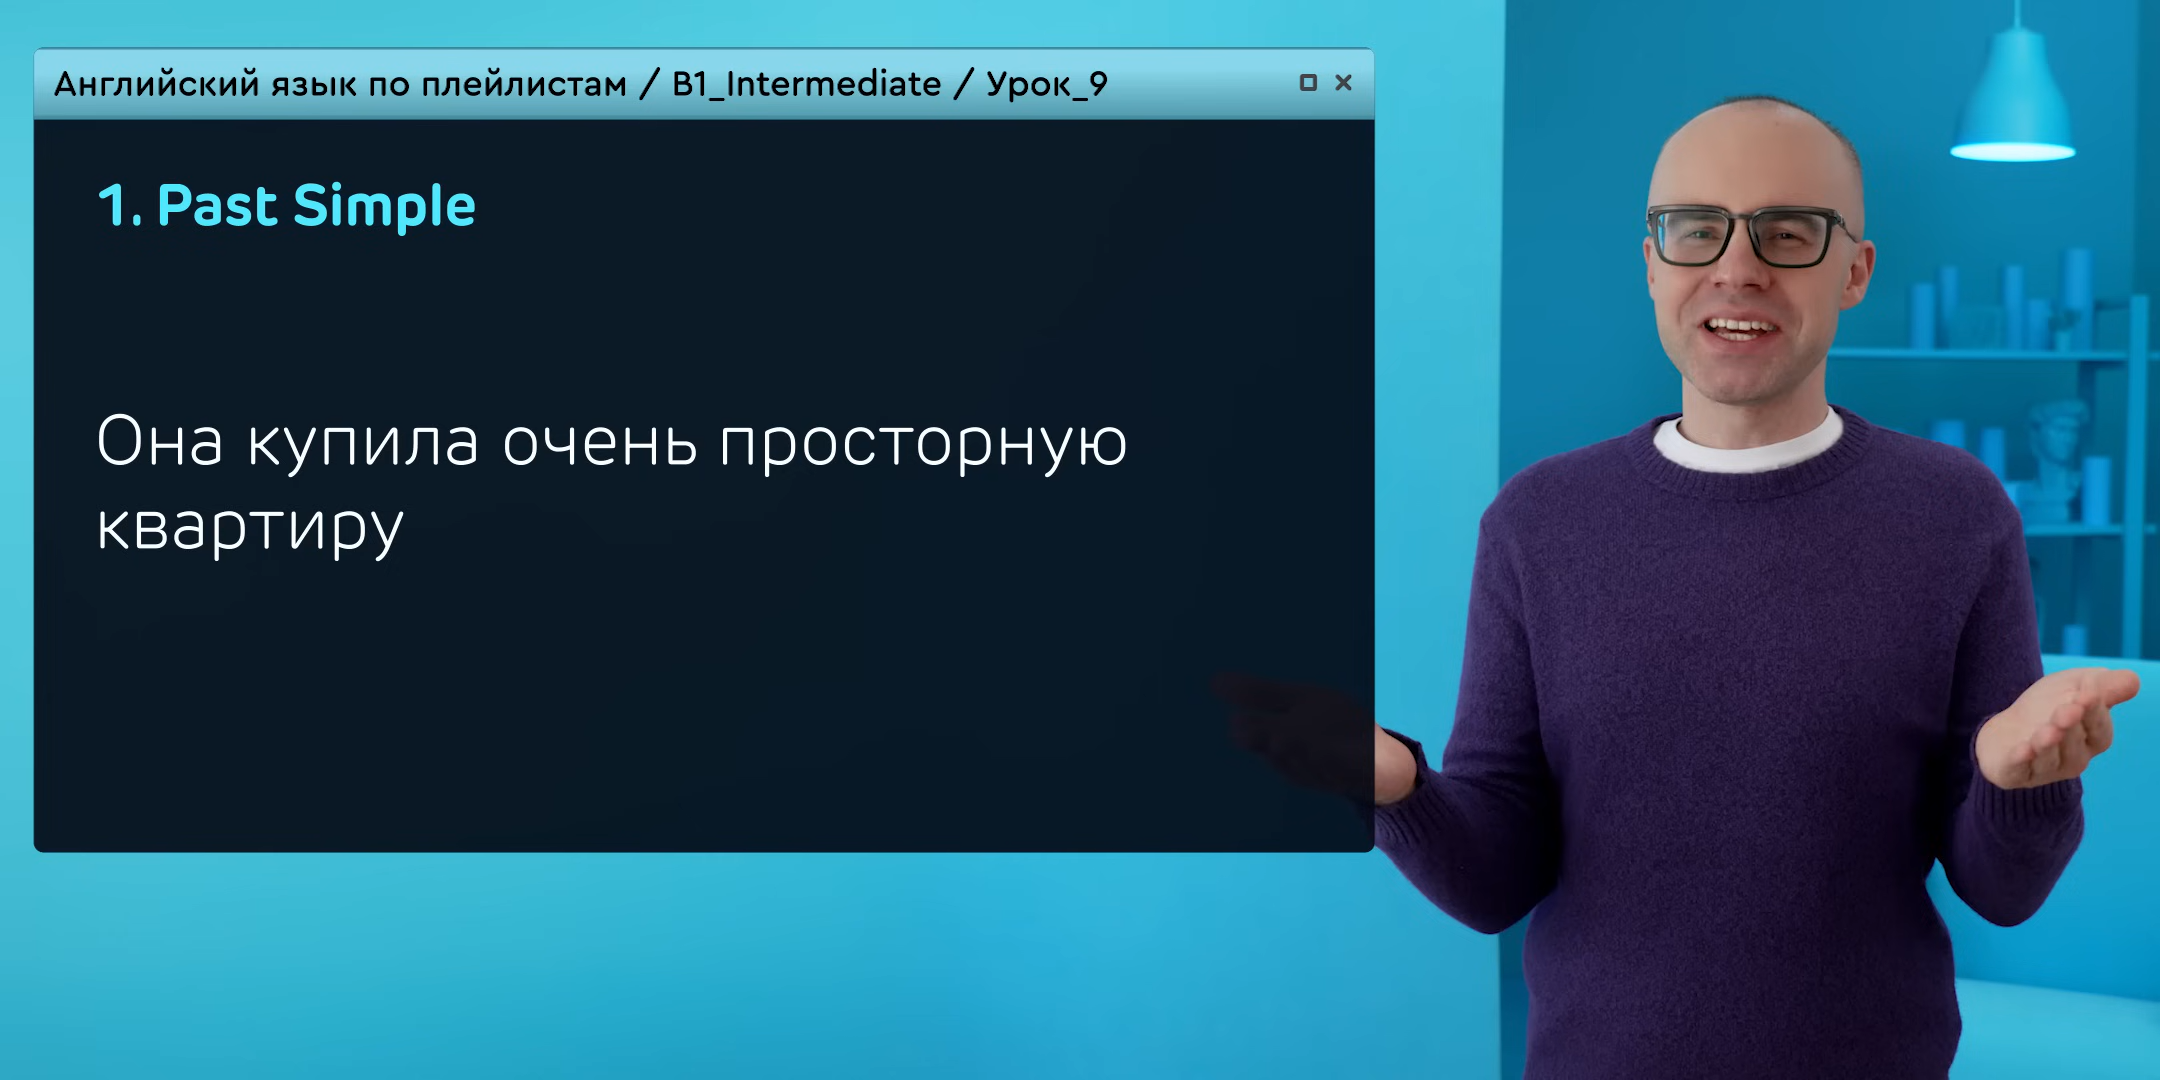 Английский язык по плейлистам / B1_Intermediate / Урок_9
1. Past Simple
Она купила очень просторную
квартиру